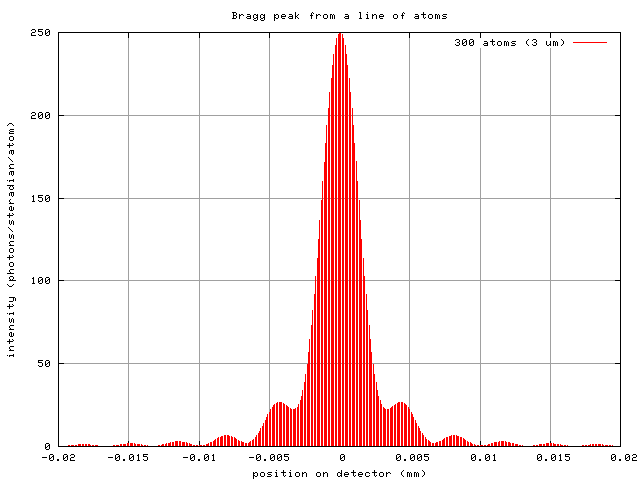 Bragg peak from a line of atoms
300 atoms (3 um)
intensity (photons/steradian/atom)
250
200
150
100
50
0
-0.02 -0.015 -0.01 -0.005 0 0.005 0.01 0.015 0.02
position on detector (mm)